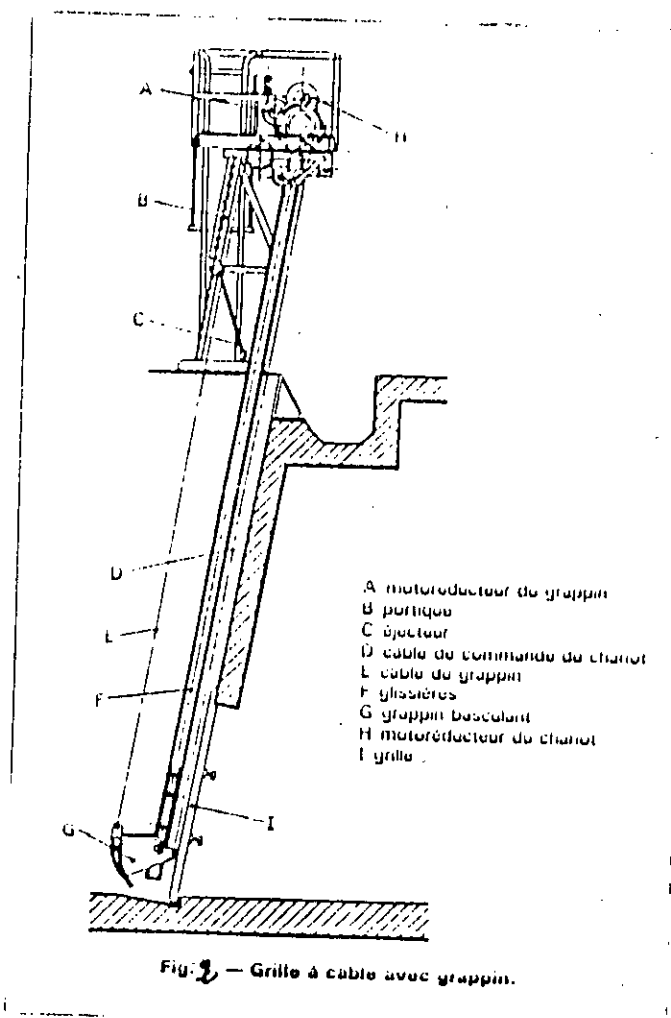 A
H
B
C
D
E
F
G
I
A motoréducteur du grappin
B portique
C éjecteur
D câble de commande du chariot
E câble du grappin
F glissières
G grappin basculant
H motoréducteur du chariot
I grille
Fig. 2 — Grille à câble avec grappin.